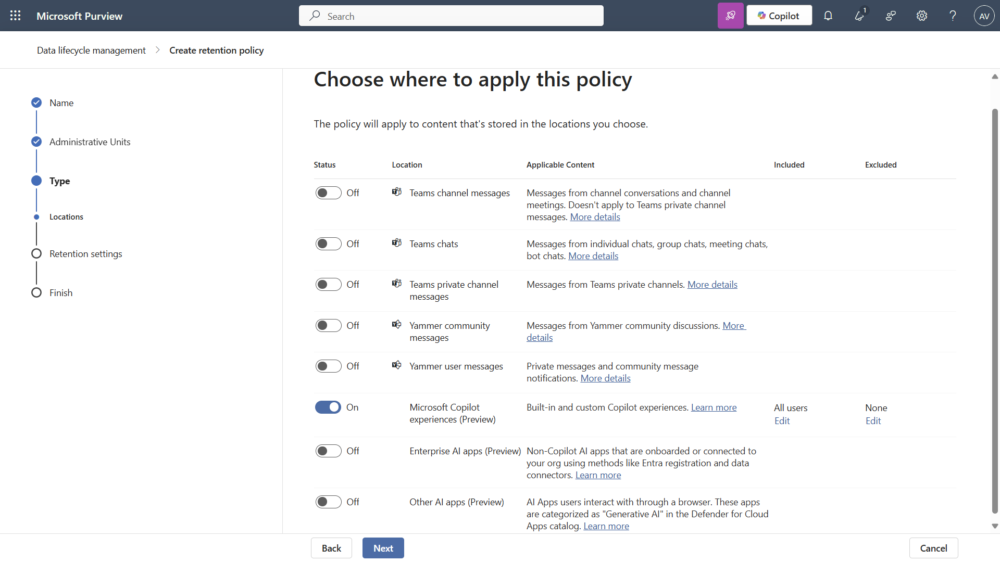 Microsoft Purview
Search
Copilot
1
AV
Data lifecycle management
Create retention policy
Name
Administrative Units
Type
Locations
Retention settings
Finish
Choose where to apply this policy
The policy will apply to content that's stored in the locations you choose.
Status
Location
Applicable Content
Included
Excluded
Off
Teams channel messages
Messages from channel conversations and channel
meetings. Doesn't apply to Teams private channel
messages. More details
Off
Teams chats
Messages from individual chats, group chats, meeting chats,
bot chats. More details
Off
Teams private channel
messages
Messages from Teams private channels. More details
Off
Yammer community
messages
Messages from Yammer community discussions. More
details
Off
Yammer user messages
Private messages and community message
notifications. More details
On
Microsoft Copilot
experiences (Preview)
Built-in and custom Copilot experiences. Learn more
All users
Edit
None
Edit
Off
Enterprise AI apps (Preview)
Non-Copilot AI apps that are onboarded or connected to
your org using methods like Entra registration and data
connectors. Learn more
Off
Other AI apps (Preview)
AI Apps users interact with through a browser. These apps
are categorized as "Generative AI" in the Defender for Cloud
Apps catalog. Learn more
Back
Next
Cancel